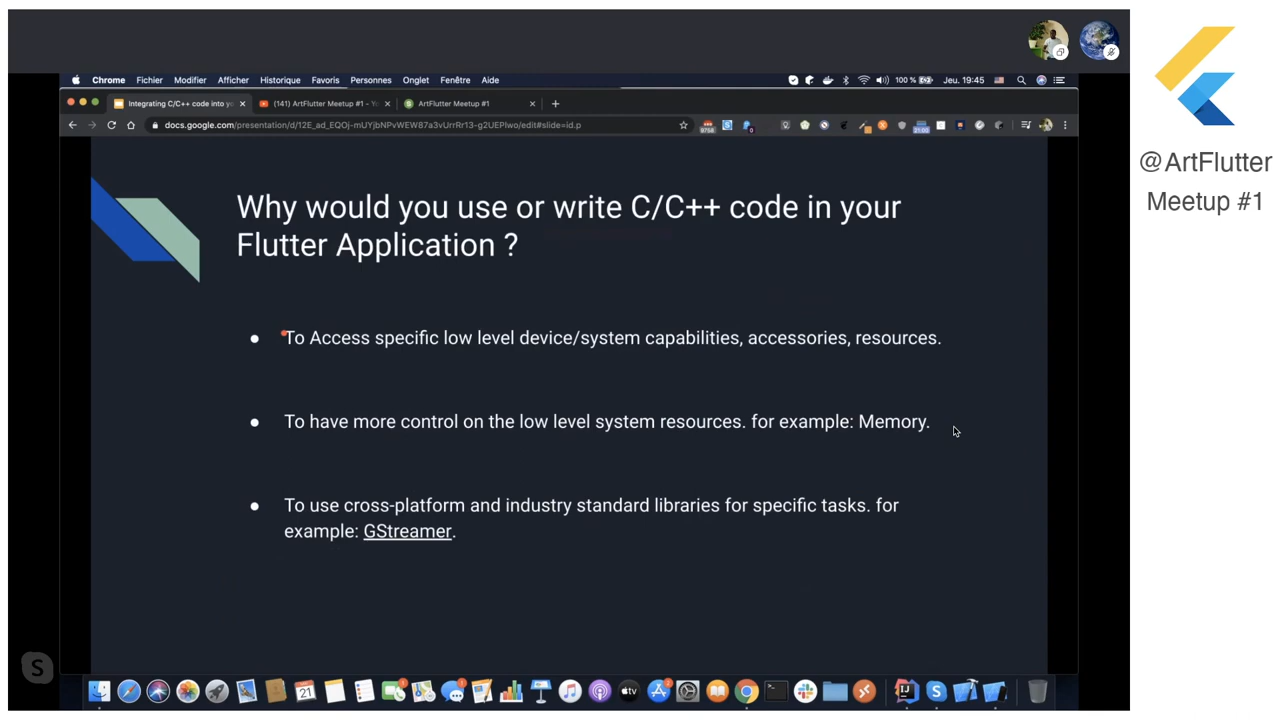 Chrome Fichier Modifier Afficher Historique Favoris Personnes Onglet Fenêtre Aide 100 % Jeu. 19:45
Integrating C/C++ code into yo (141) ArtFlutter Meetup #1 - Yo ArtFlutter Meetup #1
docs.google.com/presentation/d/12E_ad_EQOj-mUYjbNPvWEW87a3vUrrRr13-g2UEPlwo/edit#slide=id.p
@ArtFlutter
Meetup #1
Why would you use or write C/C++ code in your
Flutter Application ?
● To Access specific low level device/system capabilities, accessories, resources.
● To have more control on the low level system resources. for example: Memory.
● To use cross-platform and industry standard libraries for specific tasks. for
example: GStreamer.
S
21
tv